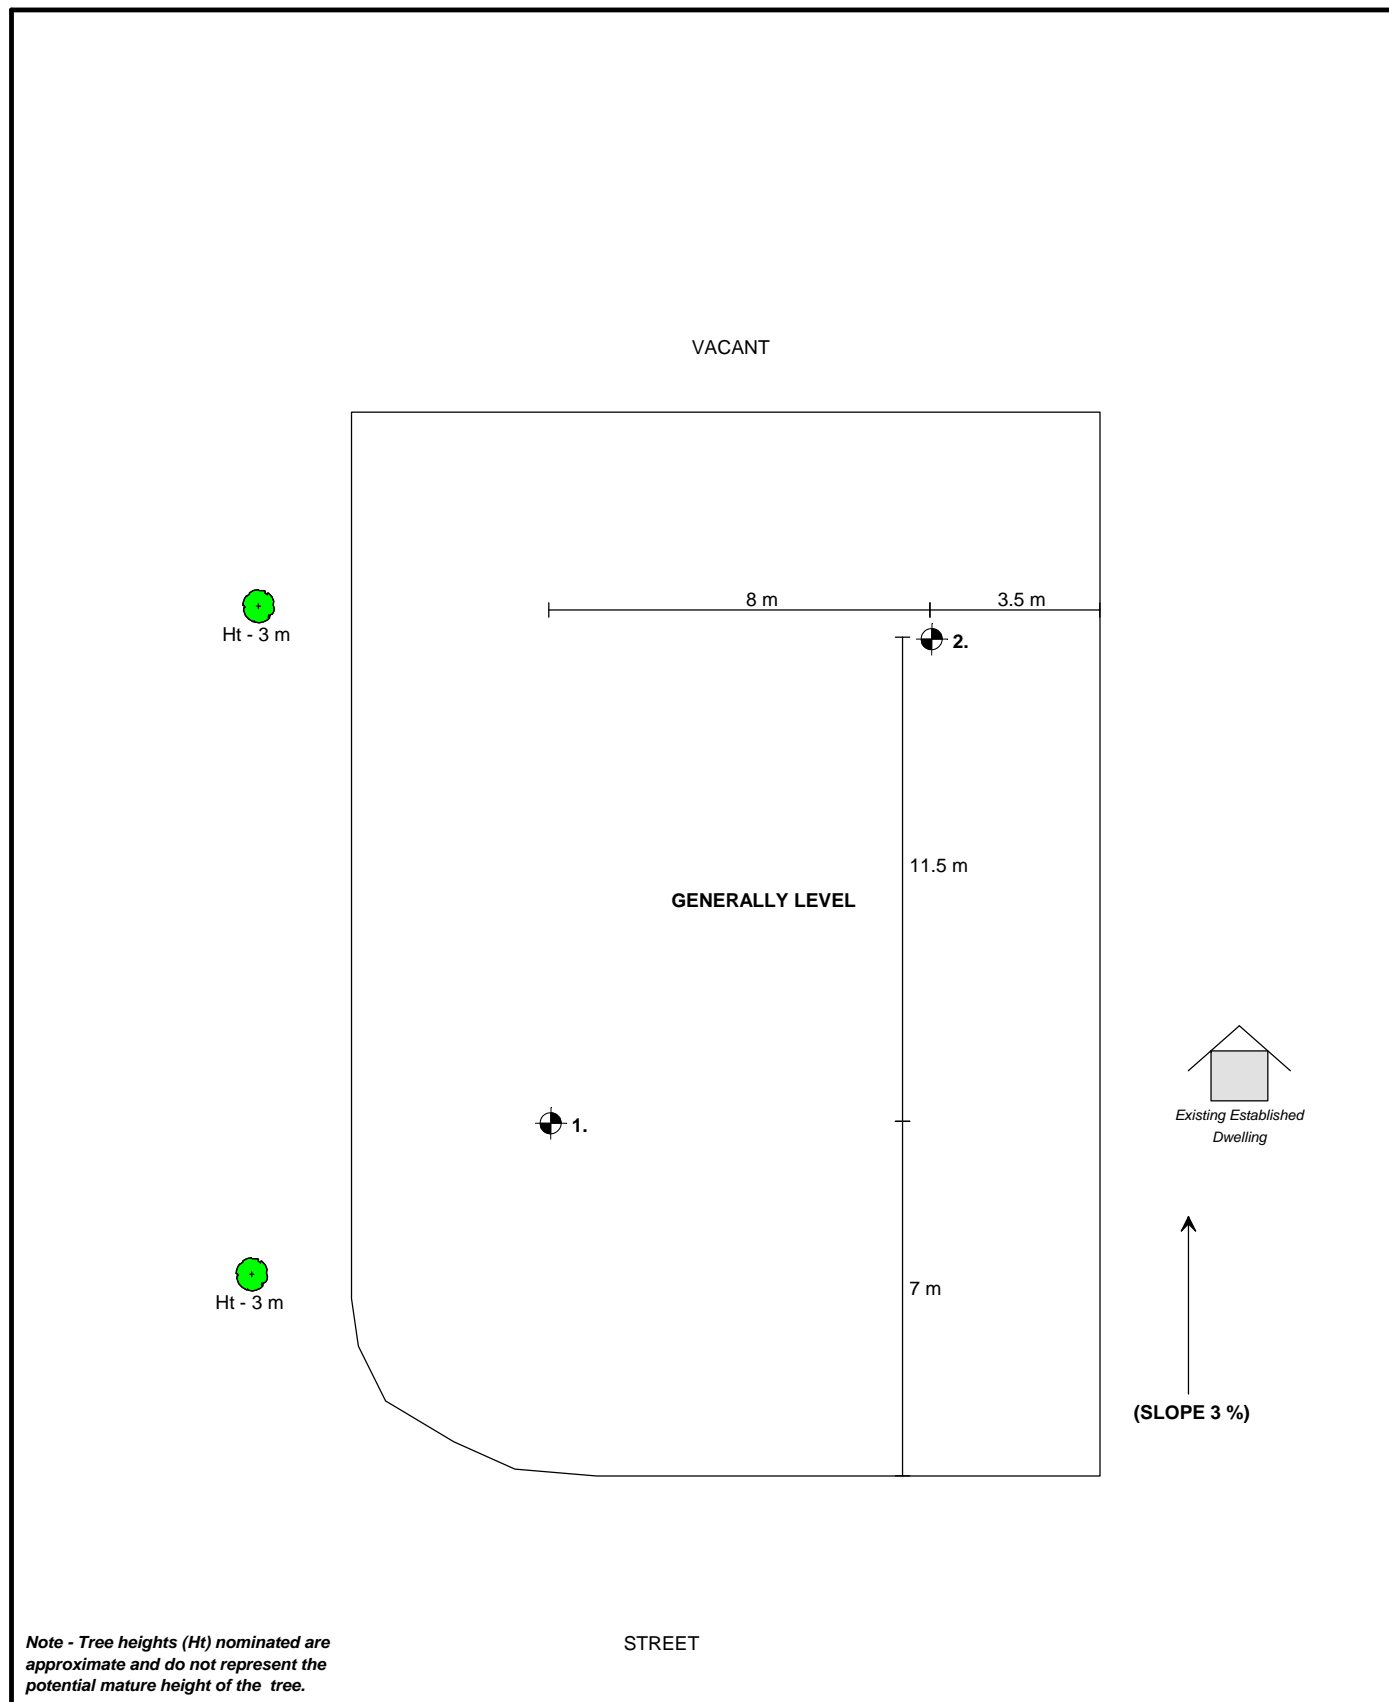 VACANT
8 m
3.5 m
Ht - 3 m
2.
11.5 m
GENERALLY LEVEL
1.
Existing Established
Dwelling
7 m
Ht - 3 m
(SLOPE 3 %)
STREET
Note - Tree heights (Ht) nominated are
approximate and do not represent the
potential mature height of the  tree.